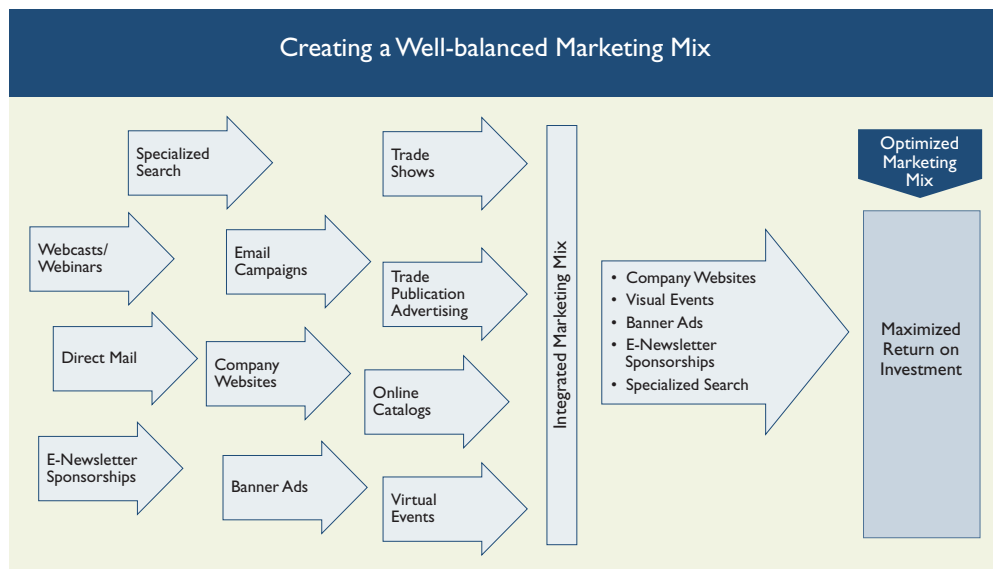 Creating a Well-balanced Marketing Mix
Specialized
Search
Trade
Shows
Webcasts/
Webinars
Email
Campaigns
Trade
Publication
Advertising
Direct Mail
Company
Websites
Online
Catalogs
E-Newsletter
Sponsorships
Banner Ads
Virtual
Events
Integrated Marketing Mix
• Company Websites
• Visual Events
• Banner Ads
• E-Newsletter
Sponsorships
• Specialized Search
Optimized
Marketing
Mix
Maximized
Return on
Investment